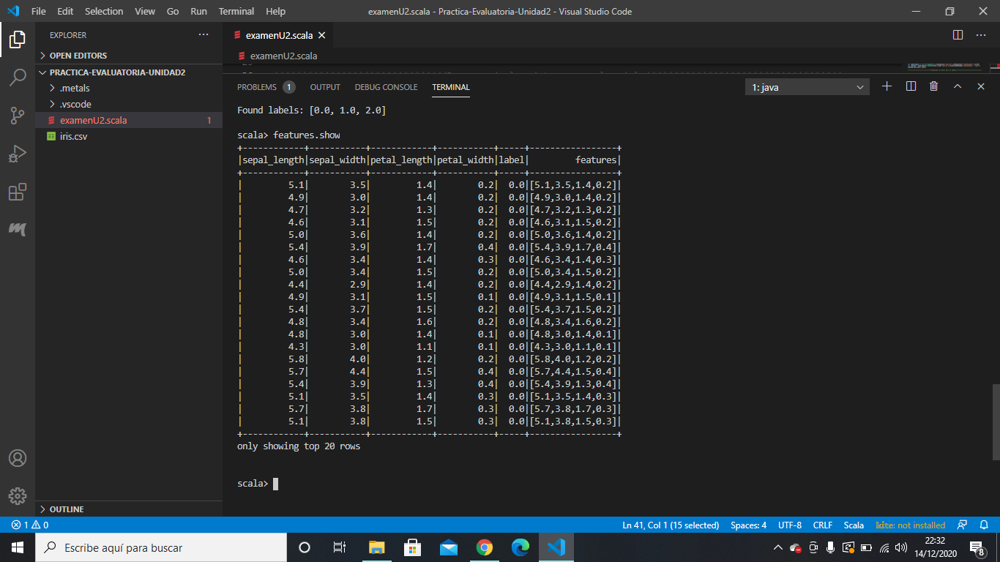 File Edit Selection View Go Run Terminal Help
examenU2.scala - Practica-Evaluatoria-Unidad2 - Visual Studio Code
EXPLORER
OPEN EDITORS
PRACTICA-EVALUATORIA-UNIDAD2
.metals
.vscode
examenU2.scala 1
iris.csv
OUTLINE
examenU2.scala
examenU2.scala
PROBLEMS 1 OUTPUT DEBUG CONSOLE TERMINAL
1: java
Found labels: [0.0, 1.0, 2.0]
scala> features.show
+------------+-----------+------------+-----------+-----+-----------------+
|sepal_length|sepal_width|petal_length|petal_width|label|         features|
+------------+-----------+------------+-----------+-----+-----------------+
|         5.1|        3.5|         1.4|        0.2|  0.0|[5.1,3.5,1.4,0.2]|
|         4.9|        3.0|         1.4|        0.2|  0.0|[4.9,3.0,1.4,0.2]|
|         4.7|        3.2|         1.3|        0.2|  0.0|[4.7,3.2,1.3,0.2]|
|         4.6|        3.1|         1.5|        0.2|  0.0|[4.6,3.1,1.5,0.2]|
|         5.0|        3.6|         1.4|        0.2|  0.0|[5.0,3.6,1.4,0.2]|
|         5.4|        3.9|         1.7|        0.4|  0.0|[5.4,3.9,1.7,0.4]|
|         4.6|        3.4|         1.4|        0.3|  0.0|[4.6,3.4,1.4,0.3]|
|         5.0|        3.4|         1.5|        0.2|  0.0|[5.0,3.4,1.5,0.2]|
|         4.4|        2.9|         1.4|        0.2|  0.0|[4.4,2.9,1.4,0.2]|
|         4.9|        3.1|         1.5|        0.1|  0.0|[4.9,3.1,1.5,0.1]|
|         5.4|        3.7|         1.5|        0.2|  0.0|[5.4,3.7,1.5,0.2]|
|         4.8|        3.4|         1.6|        0.2|  0.0|[4.8,3.4,1.6,0.2]|
|         4.8|        3.0|         1.4|        0.1|  0.0|[4.8,3.0,1.4,0.1]|
|         4.3|        3.0|         1.1|        0.1|  0.0|[4.3,3.0,1.1,0.1]|
|         5.8|        4.0|         1.2|        0.2|  0.0|[5.8,4.0,1.2,0.2]|
|         5.7|        4.4|         1.5|        0.4|  0.0|[5.7,4.4,1.5,0.4]|
|         5.4|        3.9|         1.3|        0.4|  0.0|[5.4,3.9,1.3,0.4]|
|         5.1|        3.5|         1.4|        0.3|  0.0|[5.1,3.5,1.4,0.3]|
|         5.7|        3.8|         1.7|        0.3|  0.0|[5.7,3.8,1.7,0.3]|
|         5.1|        3.8|         1.5|        0.3|  0.0|[5.1,3.8,1.5,0.3]|
+------------+-----------+------------+-----------+-----+-----------------+
only showing top 20 rows
scala>
1 0 Ln 41, Col 1 (15 selected) Spaces: 4 UTF-8 CRLF Scala kite: not installed
Escribe aquí para buscar
22:32
14/12/2020
8